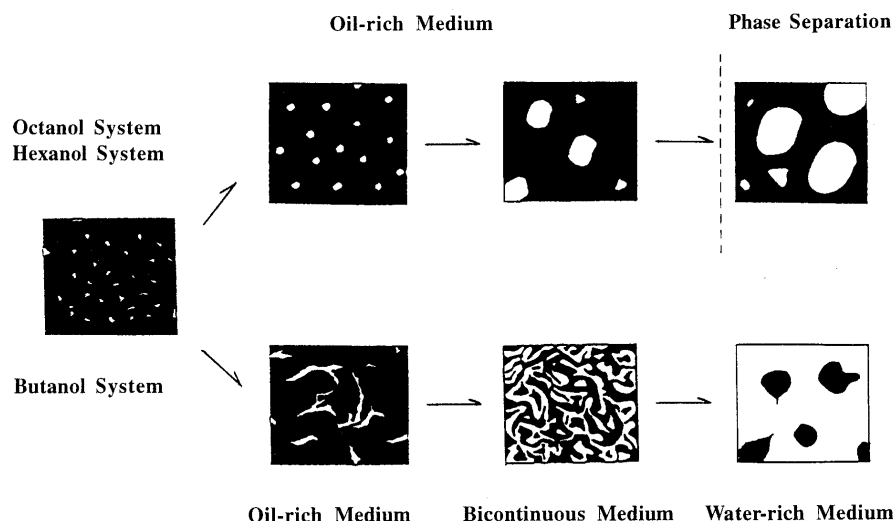 Oil-rich Medium
Phase Separation
Octanol System
Hexanol System
Butanol System
Oil-rich Medium
Bicontinuous Medium
Water-rich Medium